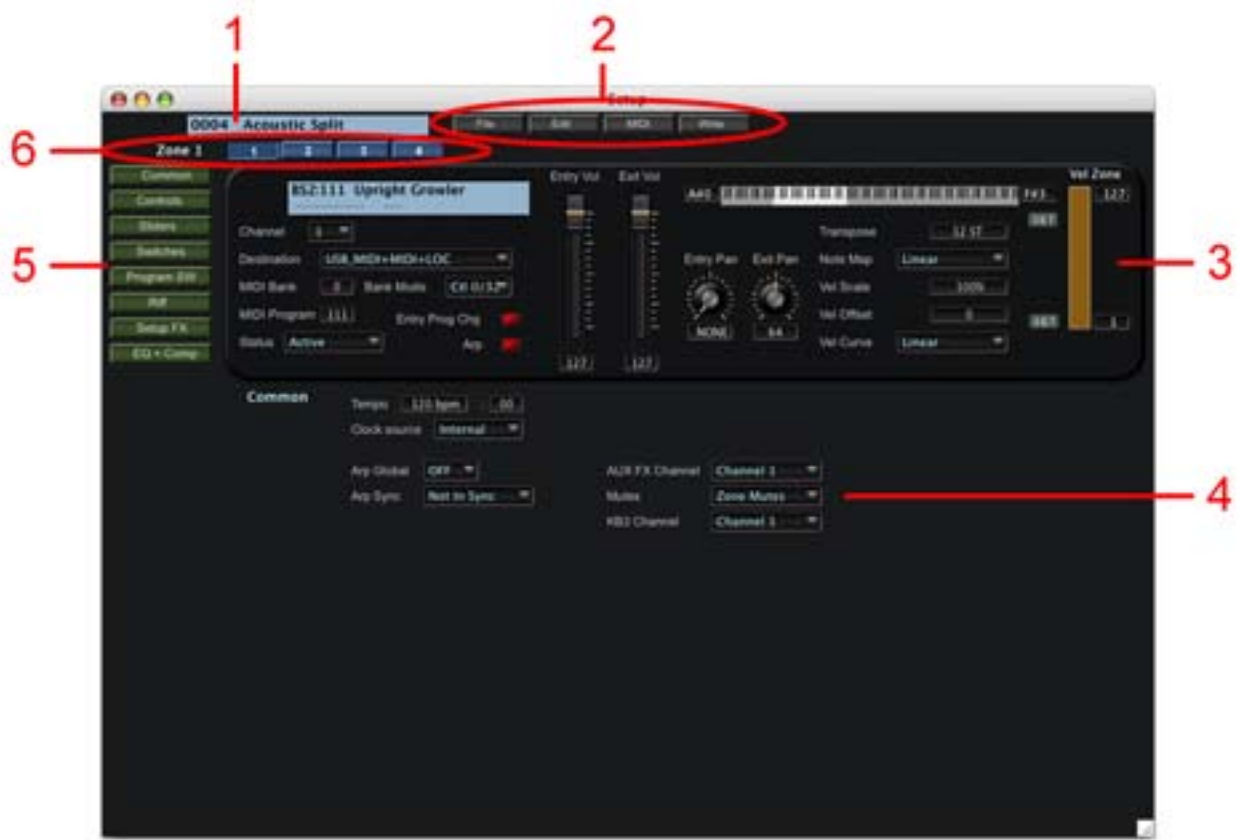 1
2
Setup
0004 Acoustic Split
File Edit MIDI Write
6
Zone 1 1 2 3 4
Common
Controls
Sliders
Switches
Program SW
Riff
Setup FX
EQ + Comp
5
BS2:111 Upright Growler
Channel
Destination USB_MIDI+MIDI+LOC
MIDI Bank 0 Bank Mode Ctl 0/32
MIDI Program 111 Entry Prog Chg
Status Active Arp
Entry Vol Exit Vol
127 127
A#0
Entry Pan Exit Pan
NONE 64
Transpose 12 ST
Note Map Linear
Vel Scale 100%
Vel Offset 0
Vel Curve Linear
Vel Zone
127
SET
SET
1
3
Common
Tempo 120 bpm . 00
Clock source Internal
Arp Global OFF
Arp Sync Not In Sync
AUX FX Channel Channel 1
Mutes Zone Mutes
KB3 Channel Channel 1
4